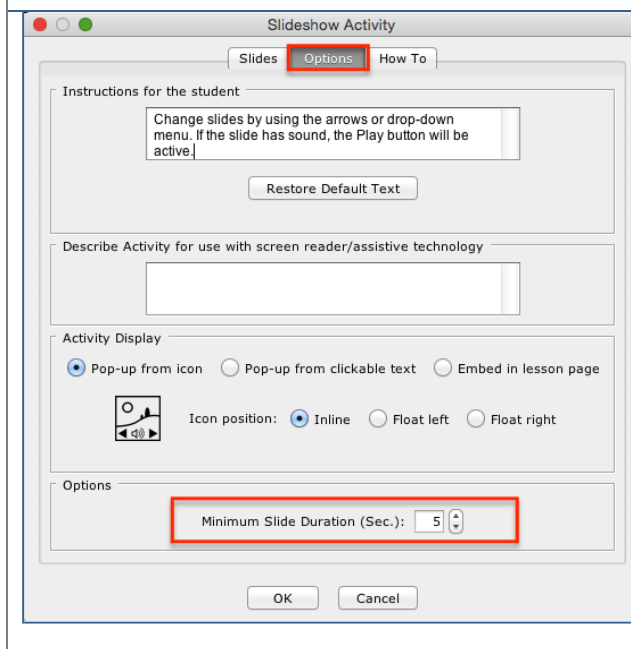 Slideshow Activity
Slides Options How To
Instructions for the student
Change slides by using the arrows or drop-down
menu. If the slide has sound, the Play button will be
active.
Restore Default Text
Describe Activity for use with screen reader/assistive technology
Activity Display
Pop-up from icon Pop-up from clickable text Embed in lesson page
Icon position: Inline Float left Float right
Options
Minimum Slide Duration (Sec.): 5
OK Cancel